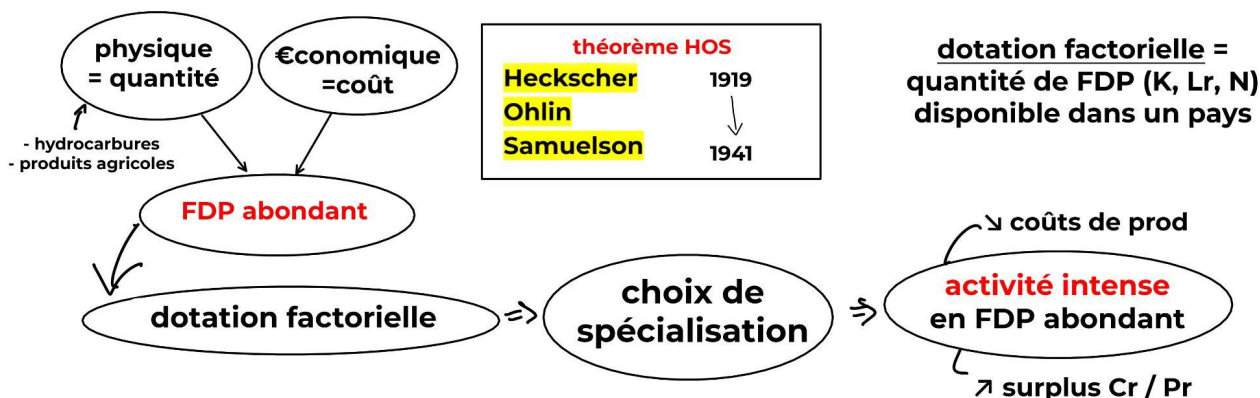 physique
= quantité
€conomique
=coût
- hydrocarbures
- produits agricoles
FDP abondant
théorème HOS
Heckscher 1919
Ohlin
Samuelson 1941
dotation factorielle =
quantité de FDP (K, Lr, N)
disponible dans un pays
dotation factorielle
choix de
spécialisation
↘ coûts de prod
activité intense
en FDP abondant
↗ surplus Cr / Pr